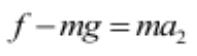 f − mg = ma₂